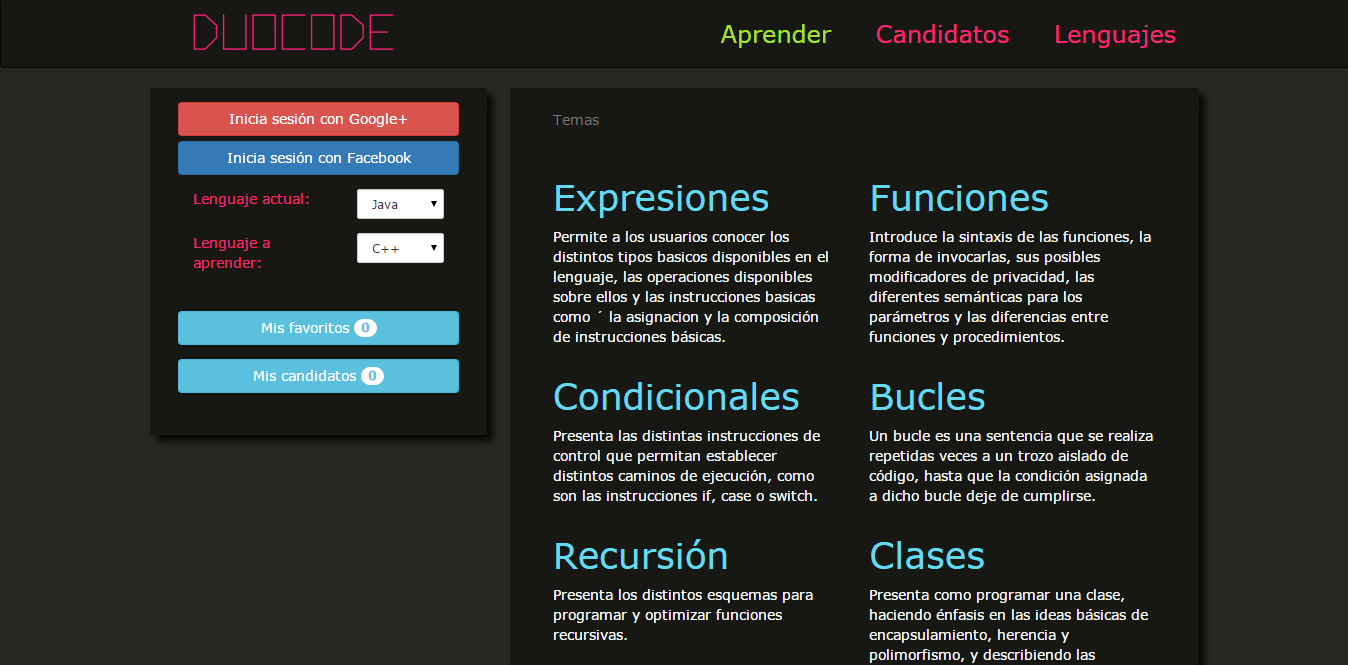 DUOCODE
Aprender Candidatos Lenguajes
Inicia sesión con Google+
Inicia sesión con Facebook
Lenguaje actual:
Java
Lenguaje a
aprender:
C++
Mis favoritos 0
Mis candidatos 0
Temas
Expresiones
Permite a los usuarios conocer los
distintos tipos basicos disponibles en el
lenguaje, las operaciones disponibles
sobre ellos y las instrucciones basicas
como ´ la asignacion y la composición
de instrucciones básicas.
Funciones
Introduce la sintaxis de las funciones, la
forma de invocarlas, sus posibles
modificadores de privacidad, las
diferentes semánticas para los
parámetros y las diferencias entre
funciones y procedimientos.
Condicionales
Presenta las distintas instrucciones de
control que permitan establecer
distintos caminos de ejecución, como
son las instrucciones if, case o switch.
Bucles
Un bucle es una sentencia que se realiza
repetidas veces a un trozo aislado de
código, hasta que la condición asignada
a dicho bucle deje de cumplirse.
Recursión
Presenta los distintos esquemas para
programar y optimizar funciones
recursivas.
Clases
Presenta como programar una clase,
haciendo énfasis en las ideas básicas de
encapsulamiento, herencia y
polimorfismo, y describiendo las